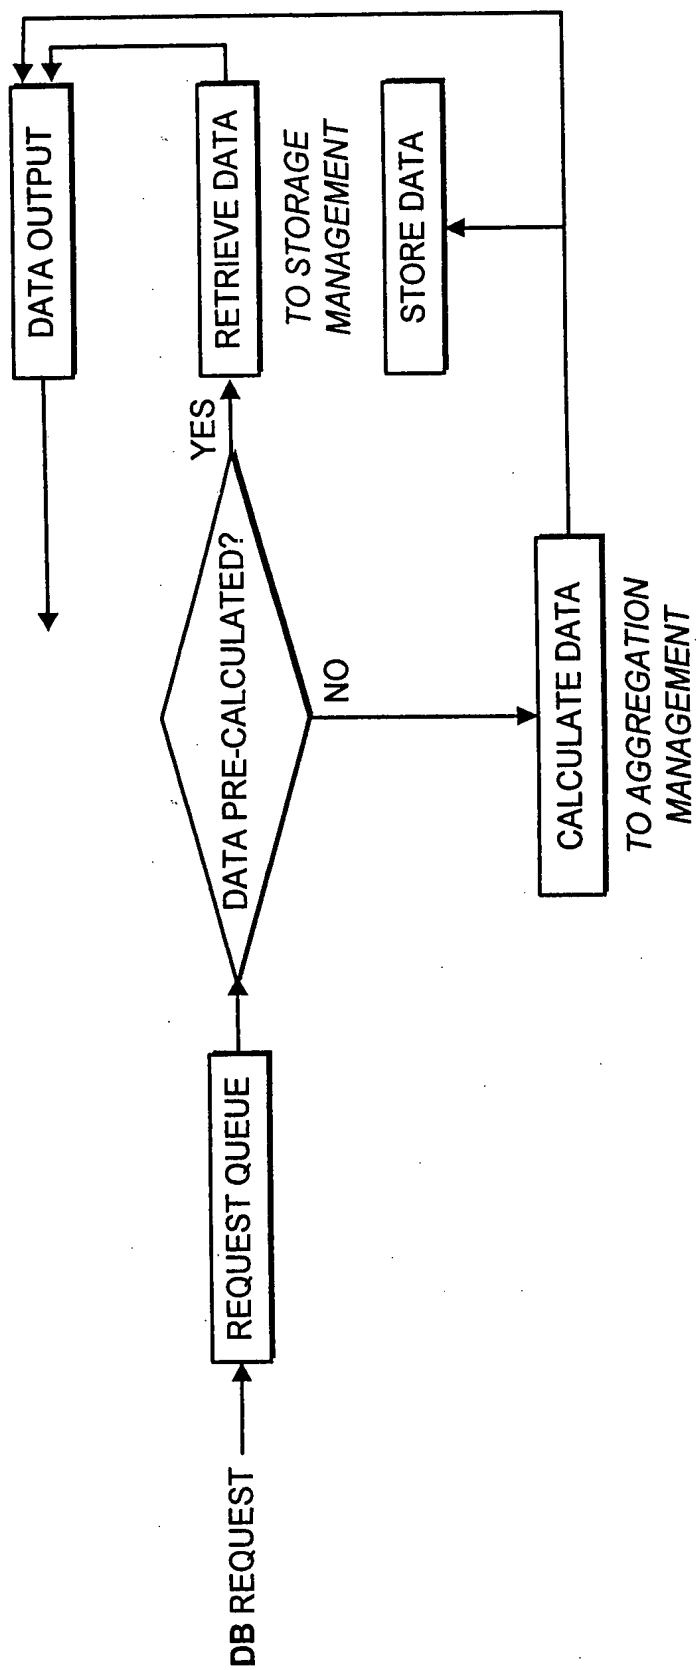 DB REQUEST
REQUEST QUEUE
DATA PRE-CALCULATED?
YES
NO
RETRIEVE DATA
TO STORAGE
MANAGEMENT
DATA OUTPUT
STORE DATA
CALCULATE DATA
TO AGGREGATION
MANAGEMENT